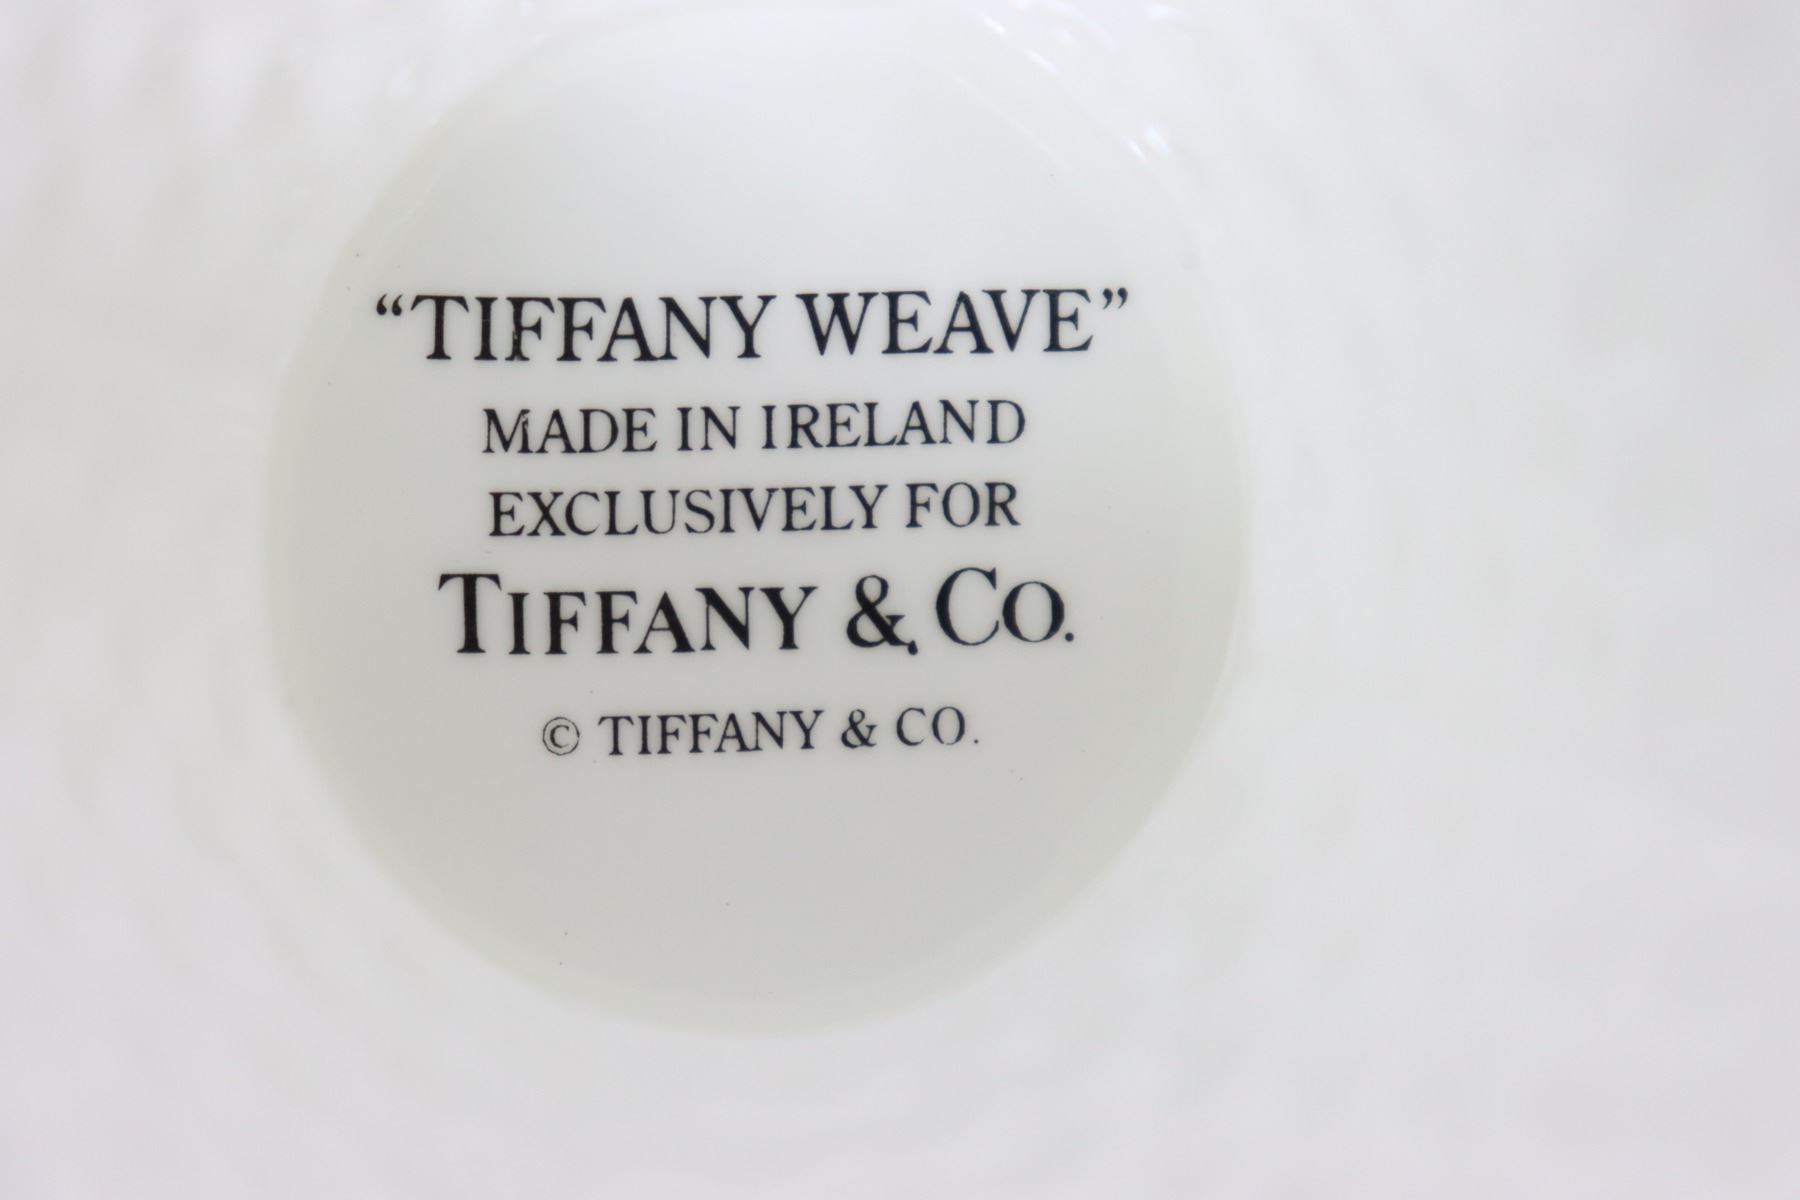 “TIFFANY WEAVE”
MADE IN IRELAND
EXCLUSIVELY FOR
TIFFANY & CO.
© TIFFANY & CO.